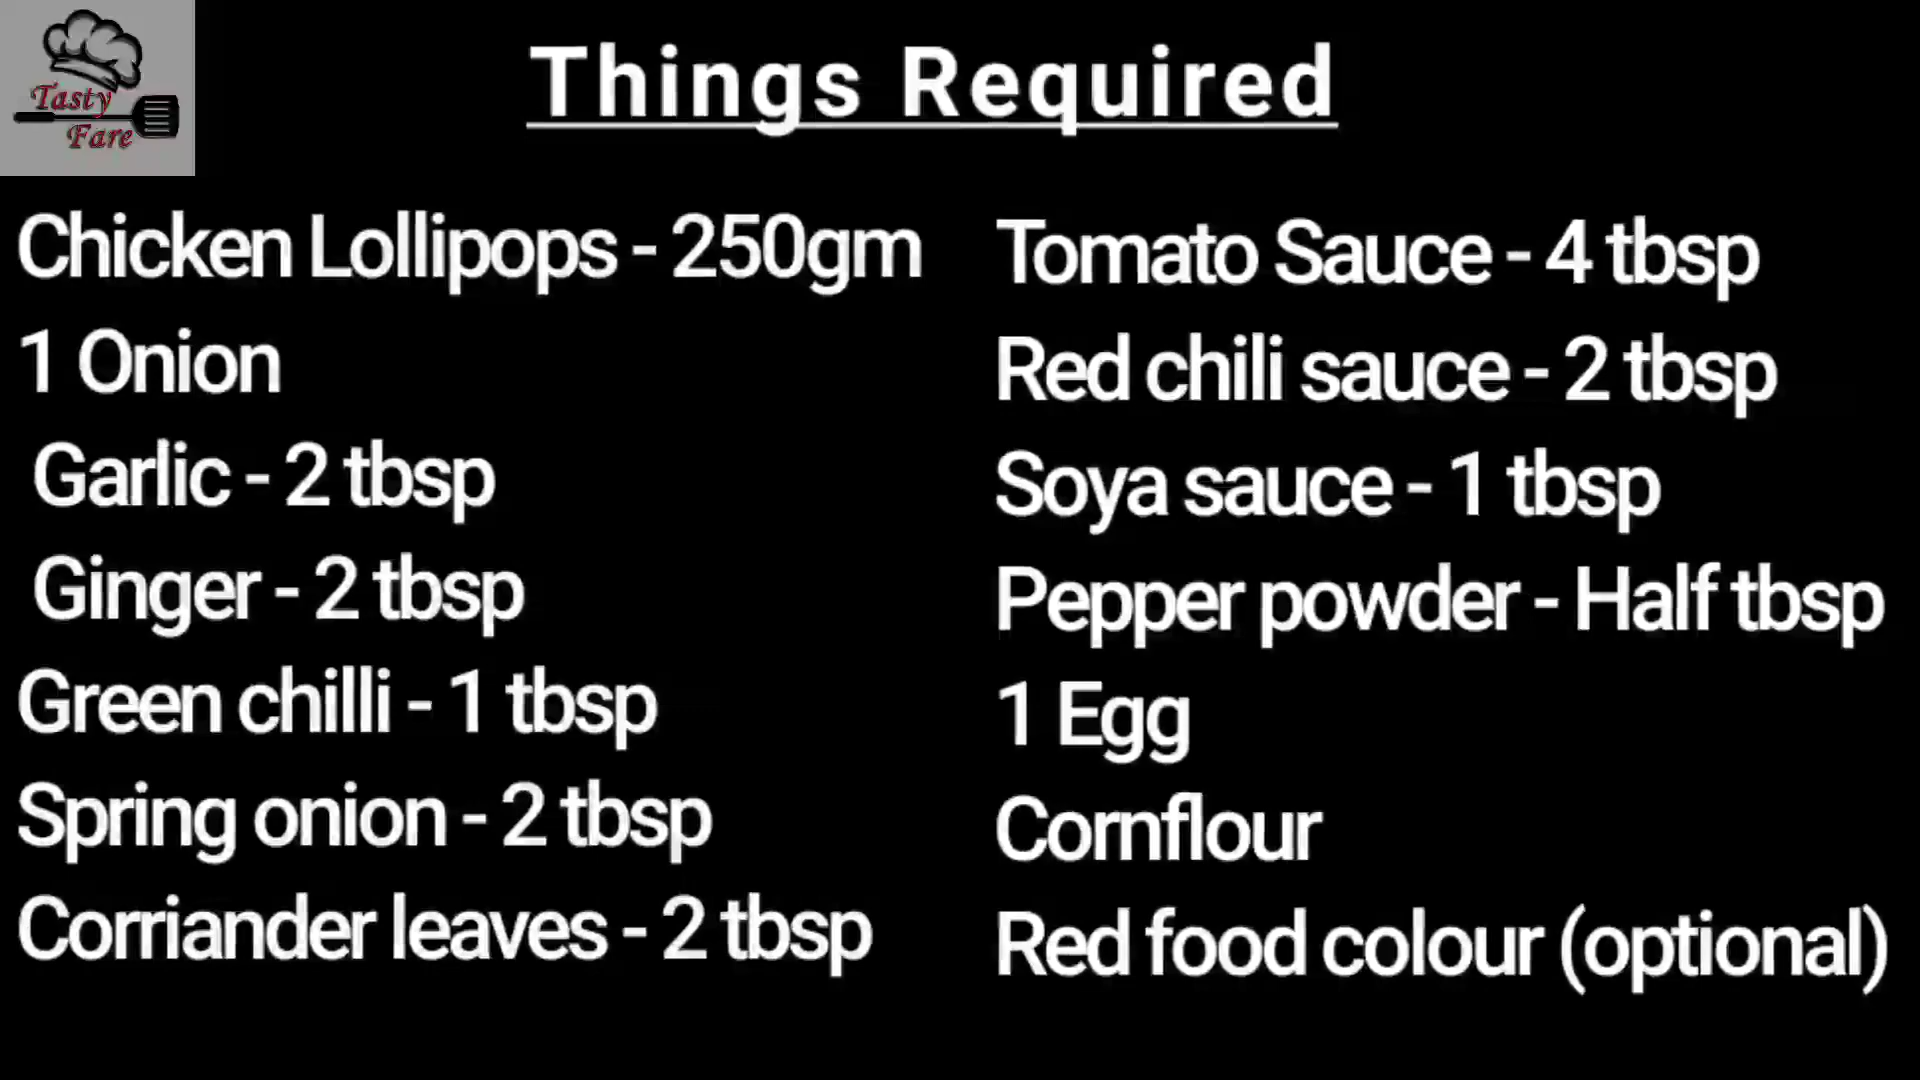 Tasty
Fare
Things Required
Chicken Lollipops - 250gm
1 Onion
Garlic - 2 tbsp
Ginger - 2 tbsp
Green chilli - 1 tbsp
Spring onion - 2 tbsp
Corriander leaves - 2 tbsp
Tomato Sauce - 4 tbsp
Red chili sauce - 2 tbsp
Soya sauce - 1 tbsp
Pepper powder - Half tbsp
1 Egg
Cornflour
Red food colour (optional)